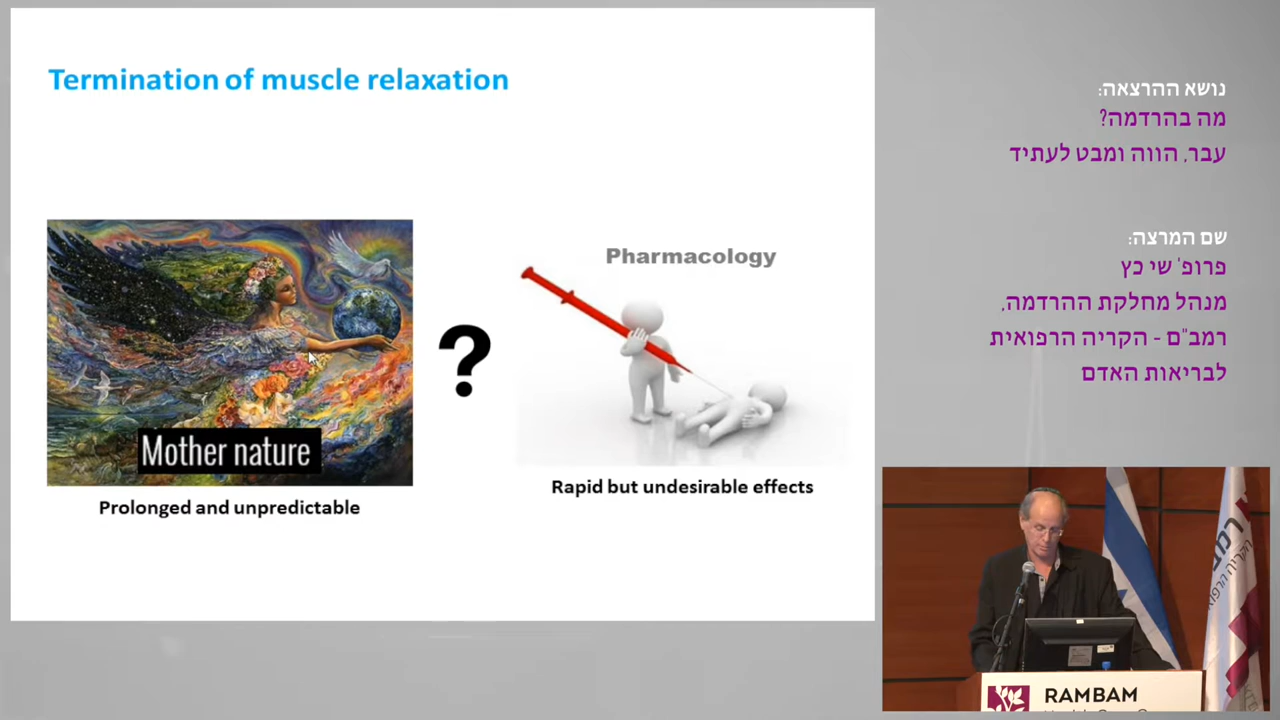 Termination of muscle relaxation
Pharmacology
?
Mother nature
Prolonged and unpredictable
Rapid but undesirable effects
נושא ההרצאה:
מה בהרדמה?
עבר, הווה ומבט לעתיד
שם המרצה:
פרופ' שי כץ
מנהל מחלקת ההרדמה,
רמב"ם - הקריה הרפואית
לבריאות האדם
RAMBAM